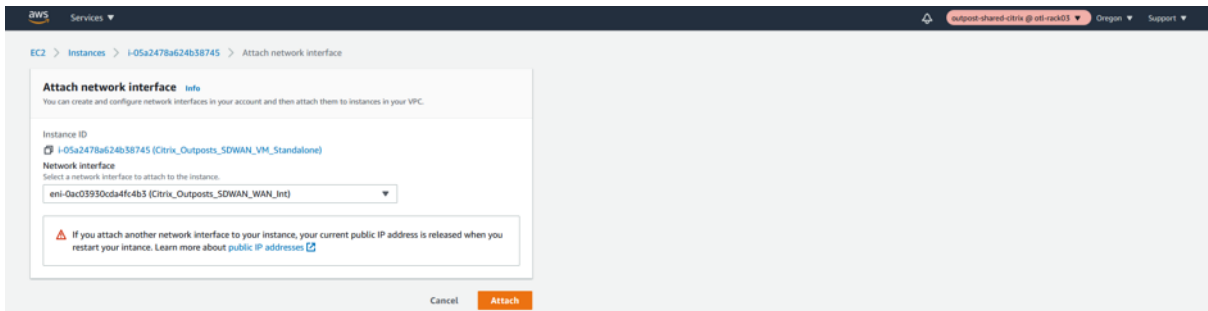 aws Services ▼ outpost-shared-citrix @ otl-rack03 ▼ Oregon ▼ Support ▼
EC2 > Instances > i-05a2478a624b38745 > Attach network interface
Attach network interface Info
You can create and configure network interfaces in your account and then attach them to instances in your VPC.
Instance ID
i-05a2478a624b38745 (Citrix_Outposts_SDWAN_VM_Standalone)
Network interface
Select a network interface to attach to the instance.
eni-0ac03930cda4fc4b3 (Citrix_Outposts_SDWAN_WAN_Int) ▼
If you attach another network interface to your instance, your current public IP address is released when you
restart your intance. Learn more about public IP addresses
Cancel Attach